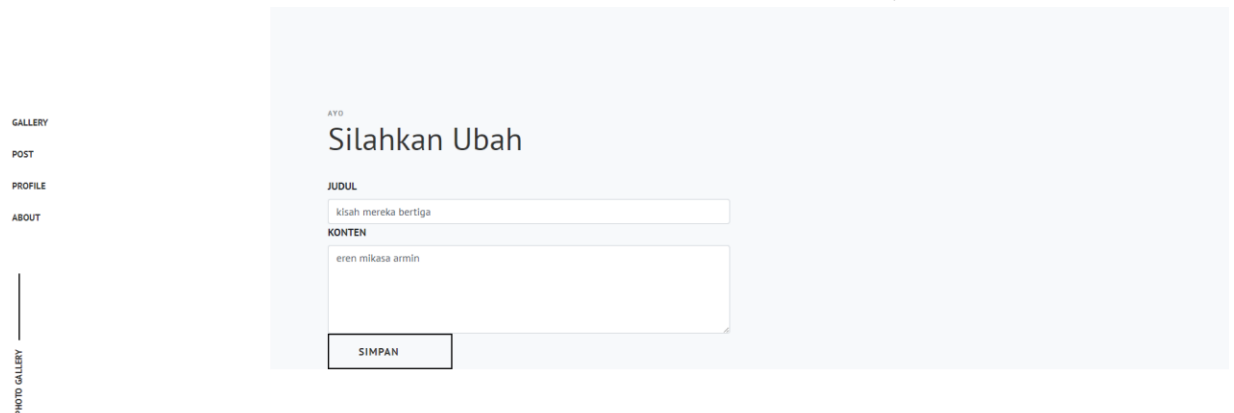 GALLERY
POST
PROFILE
ABOUT
PHOTO GALLERY
AYO
Silahkan Ubah
JUDUL
kisah mereka bertiga
KONTEN
eren mikasa armin
SIMPAN